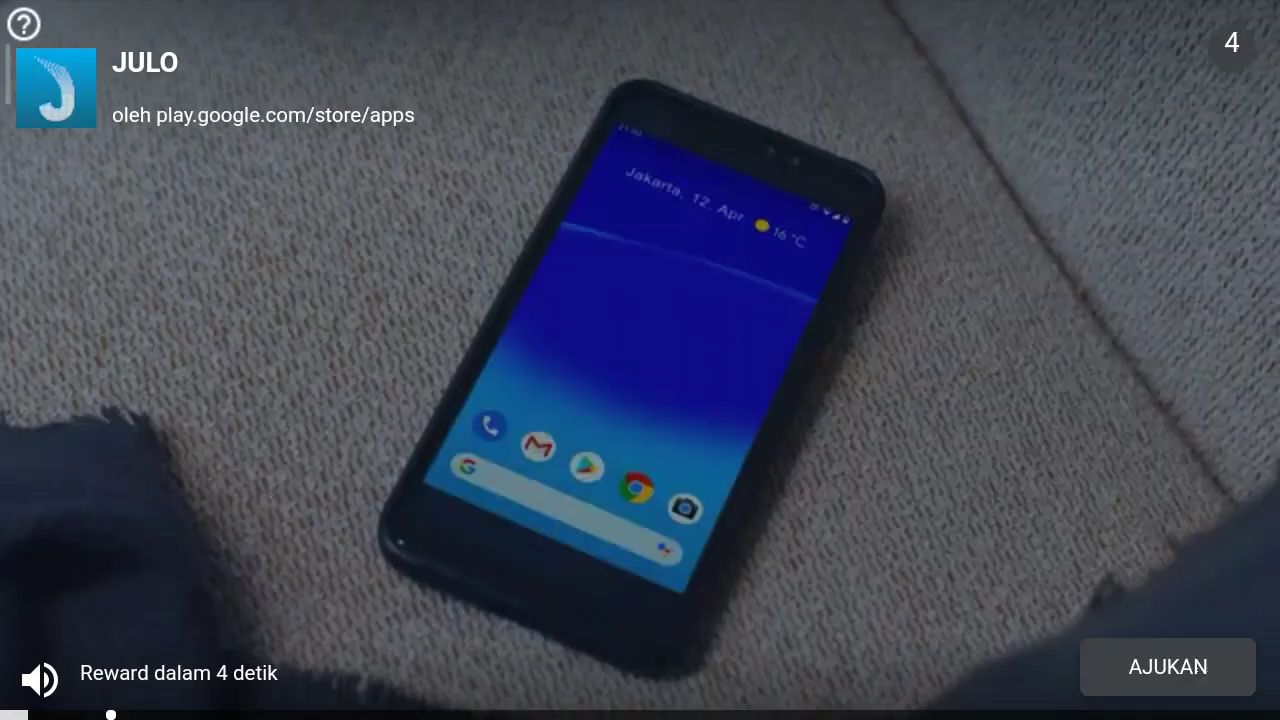 JULO
4
oleh play.google.com/store/apps
Jakarta, 12. Apr 16 °C
Reward dalam 4 detik
AJUKAN